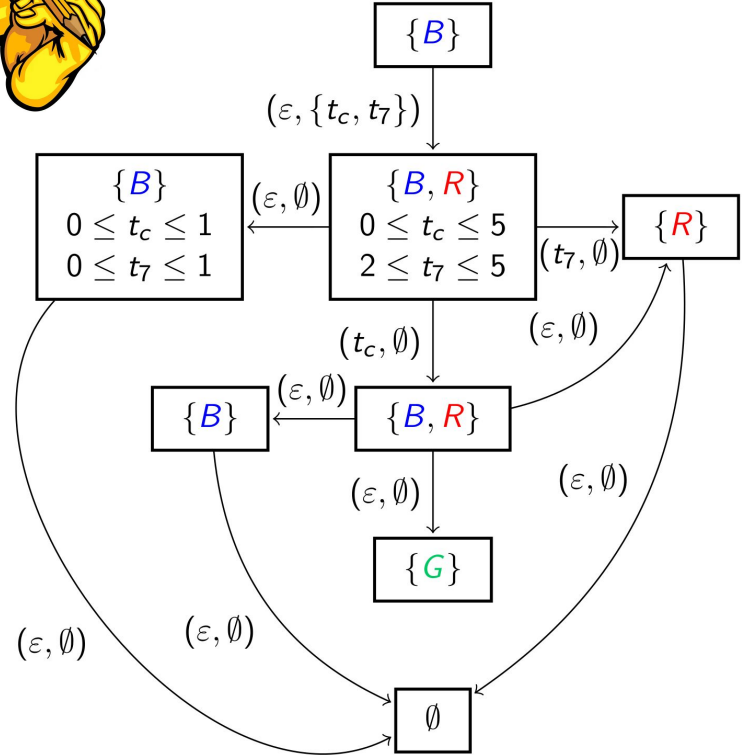 {B}
(ε, {t_c, t_7})
{B}
0 ≤ t_c ≤ 1
0 ≤ t_7 ≤ 1
(ε, ∅)
{B, R}
0 ≤ t_c ≤ 5
2 ≤ t_7 ≤ 5
(t_7, ∅)
{R}
(t_c, ∅)
(ε, ∅)
{B}
(ε, ∅)
{B, R}
(ε, ∅)
(ε, ∅)
{G}
(ε, ∅)
(ε, ∅)
∅